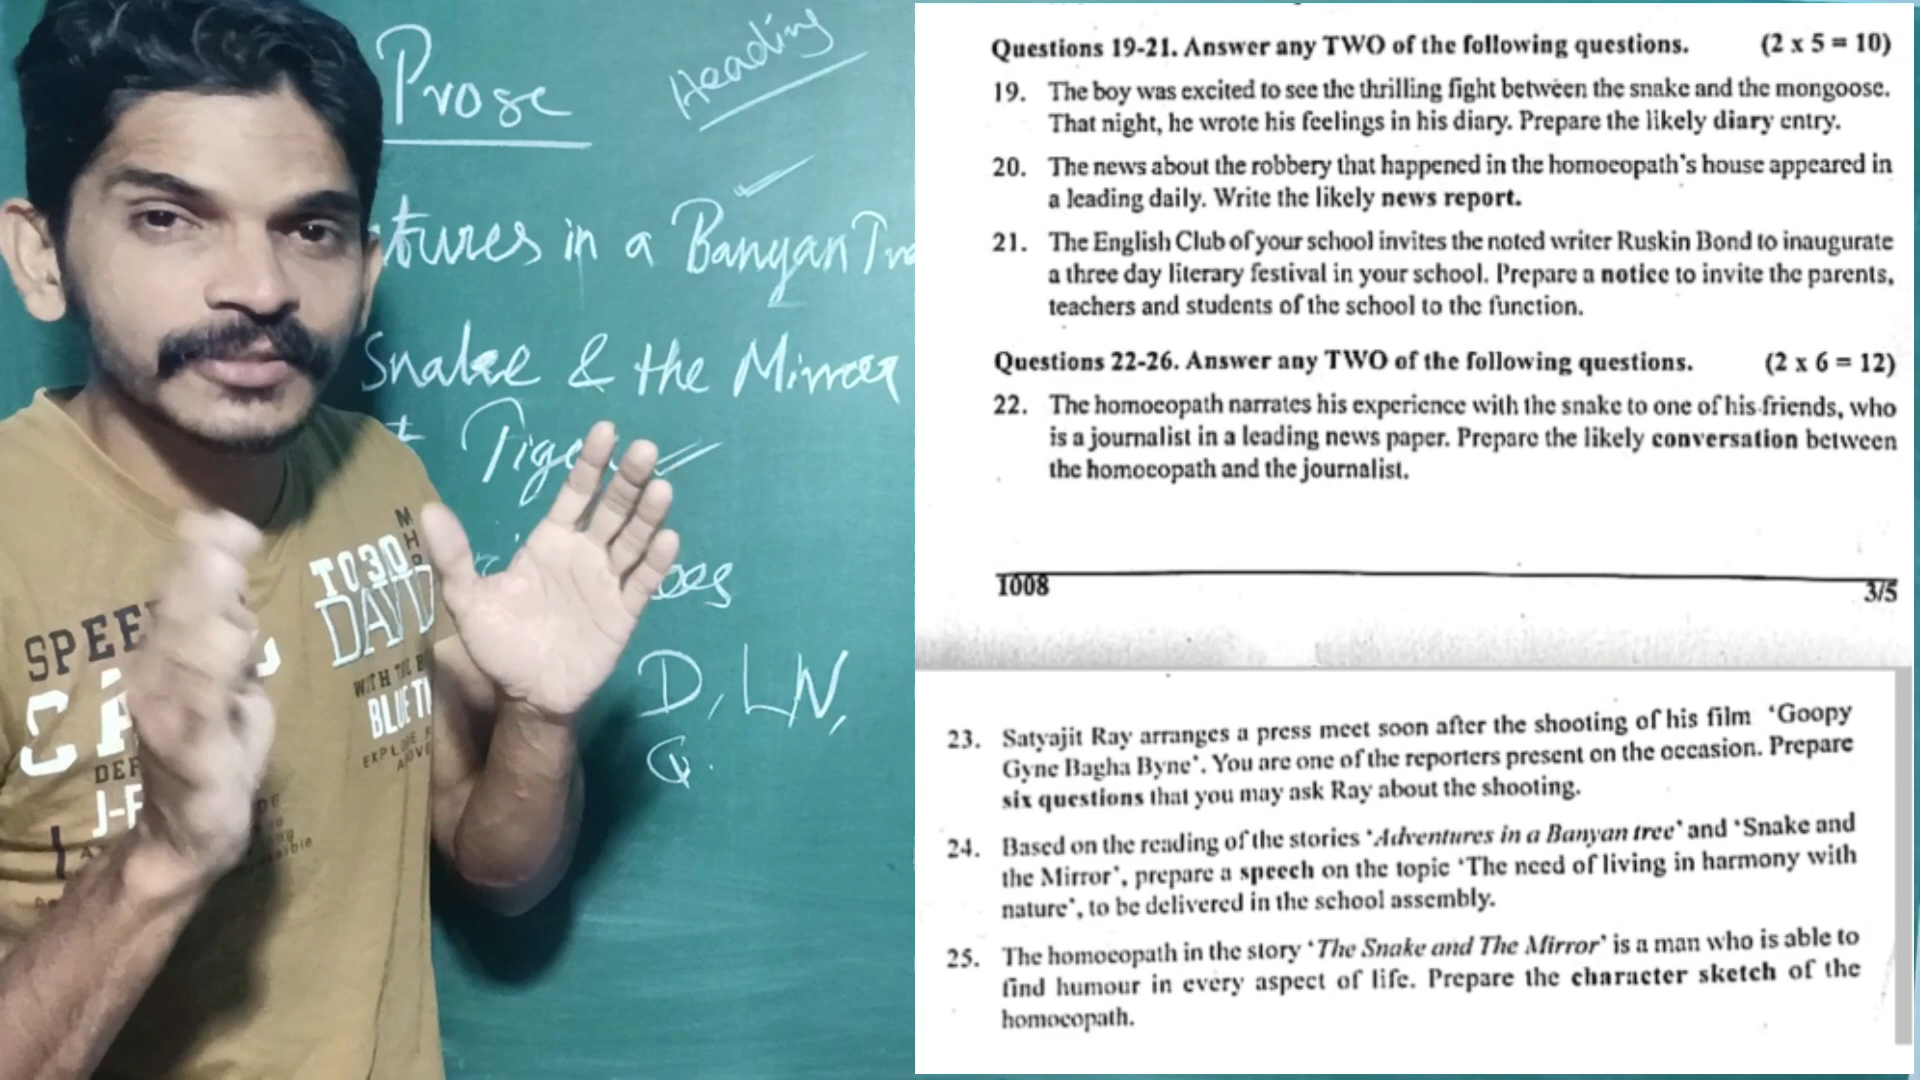 Prose
Heading
tures in a Banyan Tre
Snake & the Mirror
Tige
D, LN,
Q.
SPEE
TO30
DAVD
WITH THE B
BLUE TI
DEF
J-F
Questions 19-21. Answer any TWO of the following questions. (2 x 5 = 10)
19. The boy was excited to see the thrilling fight between the snake and the mongoose.
That night, he wrote his feelings in his diary. Prepare the likely diary entry.
20. The news about the robbery that happened in the homoeopath's house appeared in
a leading daily. Write the likely news report.
21. The English Club of your school invites the noted writer Ruskin Bond to inaugurate
a three day literary festival in your school. Prepare a notice to invite the parents,
teachers and students of the school to the function.
Questions 22-26. Answer any TWO of the following questions. (2 x 6 = 12)
22. The homoeopath narrates his experience with the snake to one of his friends, who
is a journalist in a leading news paper. Prepare the likely conversation between
the homoeopath and the journalist.
1008 3/5
23. Satyajit Ray arranges a press meet soon after the shooting of his film 'Goopy
Gyne Bagha Byne'. You are one of the reporters present on the occasion. Prepare
six questions that you may ask Ray about the shooting.
24. Based on the reading of the stories 'Adventures in a Banyan tree' and 'Snake and
the Mirror', prepare a speech on the topic 'The need of living in harmony with
nature', to be delivered in the school assembly.
25. The homoeopath in the story 'The Snake and The Mirror' is a man who is able to
find humour in every aspect of life. Prepare the character sketch of the
homoeopath.